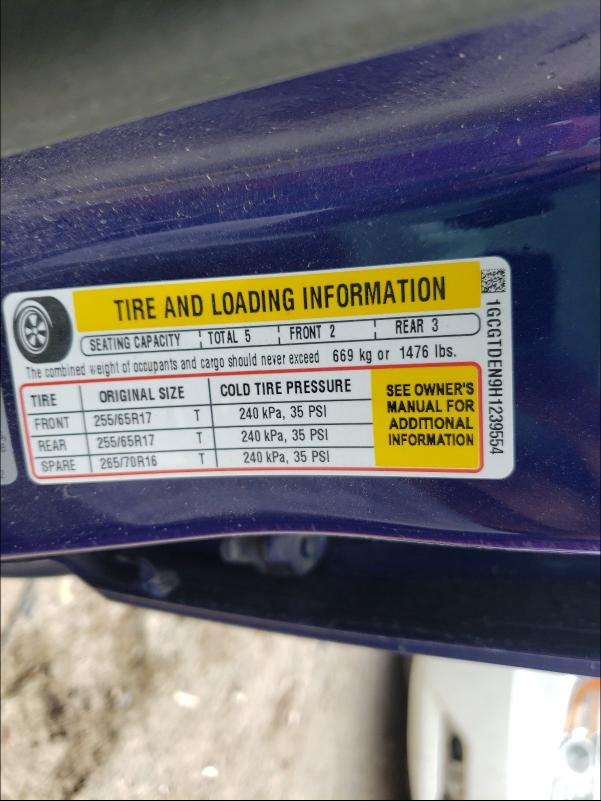 TIRE AND LOADING INFORMATION
SEATING CAPACITY TOTAL 5 FRONT 2 REAR 3
The combined weight of occupants and cargo should never exceed 669 kg or 1476 lbs.
TIRE ORIGINAL SIZE COLD TIRE PRESSURE
FRONT 255/65R17 T 240 kPa, 35 PSI
REAR 255/65R17 T 240 kPa, 35 PSI
SPARE 265/70R16 T 240 kPa, 35 PSI
SEE OWNER'S
MANUAL FOR
ADDITIONAL
INFORMATION
1GCGTDEN9H1239554